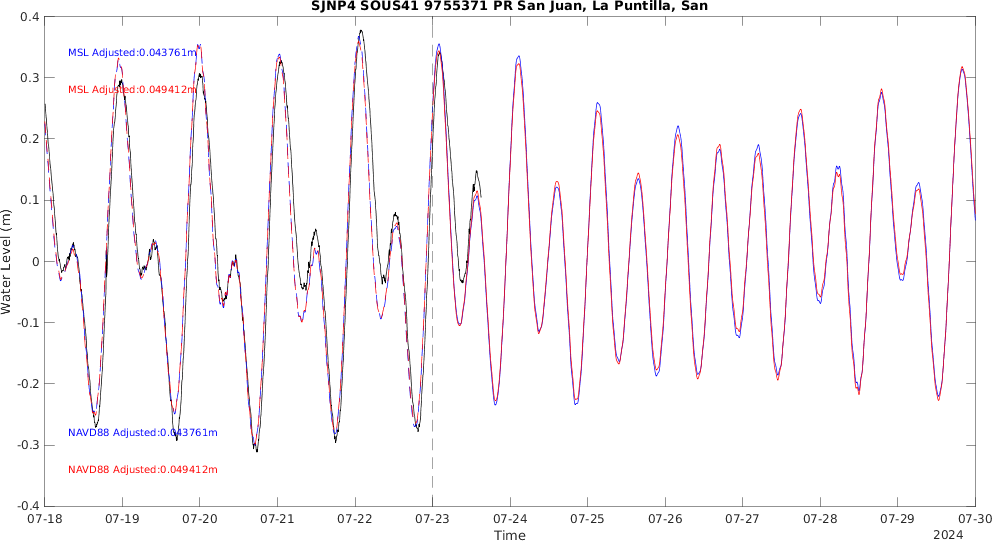 SJNP4 SOUS41 9755371 PR San Juan, La Puntilla, San
0.4
0.3
0.2
0.1
0
-0.1
-0.2
-0.3
-0.4
Water Level (m)
MSL Adjusted:0.043761m
MSL Adjusted:0.049412m
NAVD88 Adjusted:0.043761m
NAVD88 Adjusted:0.049412m
07-18 07-19 07-20 07-21 07-22 07-23 07-24 07-25 07-26 07-27 07-28 07-29 07-30
Time
2024